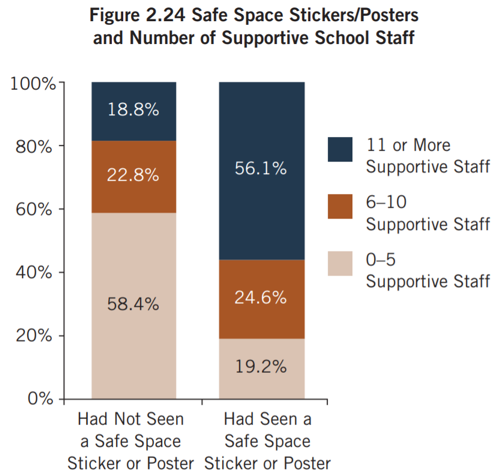 Figure 2.24 Safe Space Stickers/Posters
and Number of Supportive School Staff
100%
80%
60%
40%
20%
0%
18.8%
22.8%
58.4%
56.1%
24.6%
19.2%
Had Not Seen
a Safe Space
Sticker or Poster
Had Seen a
Safe Space
Sticker or Poster
11 or More
Supportive Staff
6–10
Supportive Staff
0–5
Supportive Staff